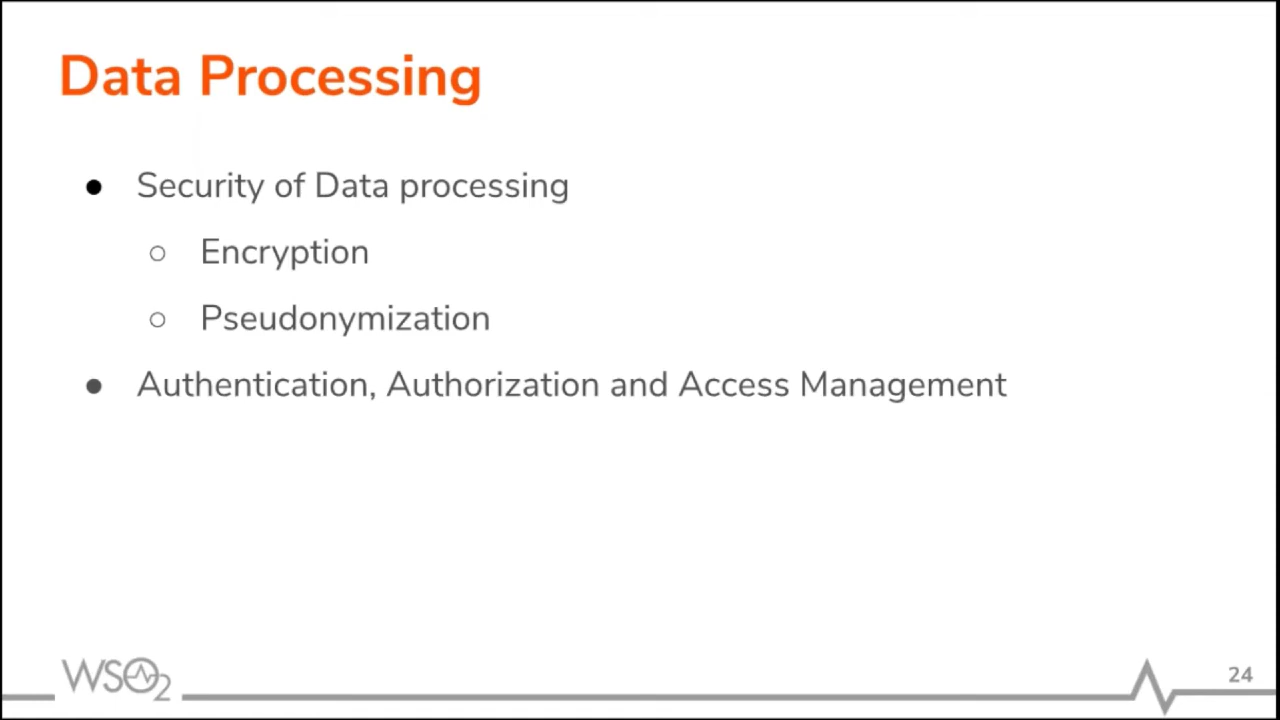 Data Processing
● Security of Data processing
○ Encryption
○ Pseudonymization
● Authentication, Authorization and Access Management
WSO2
24